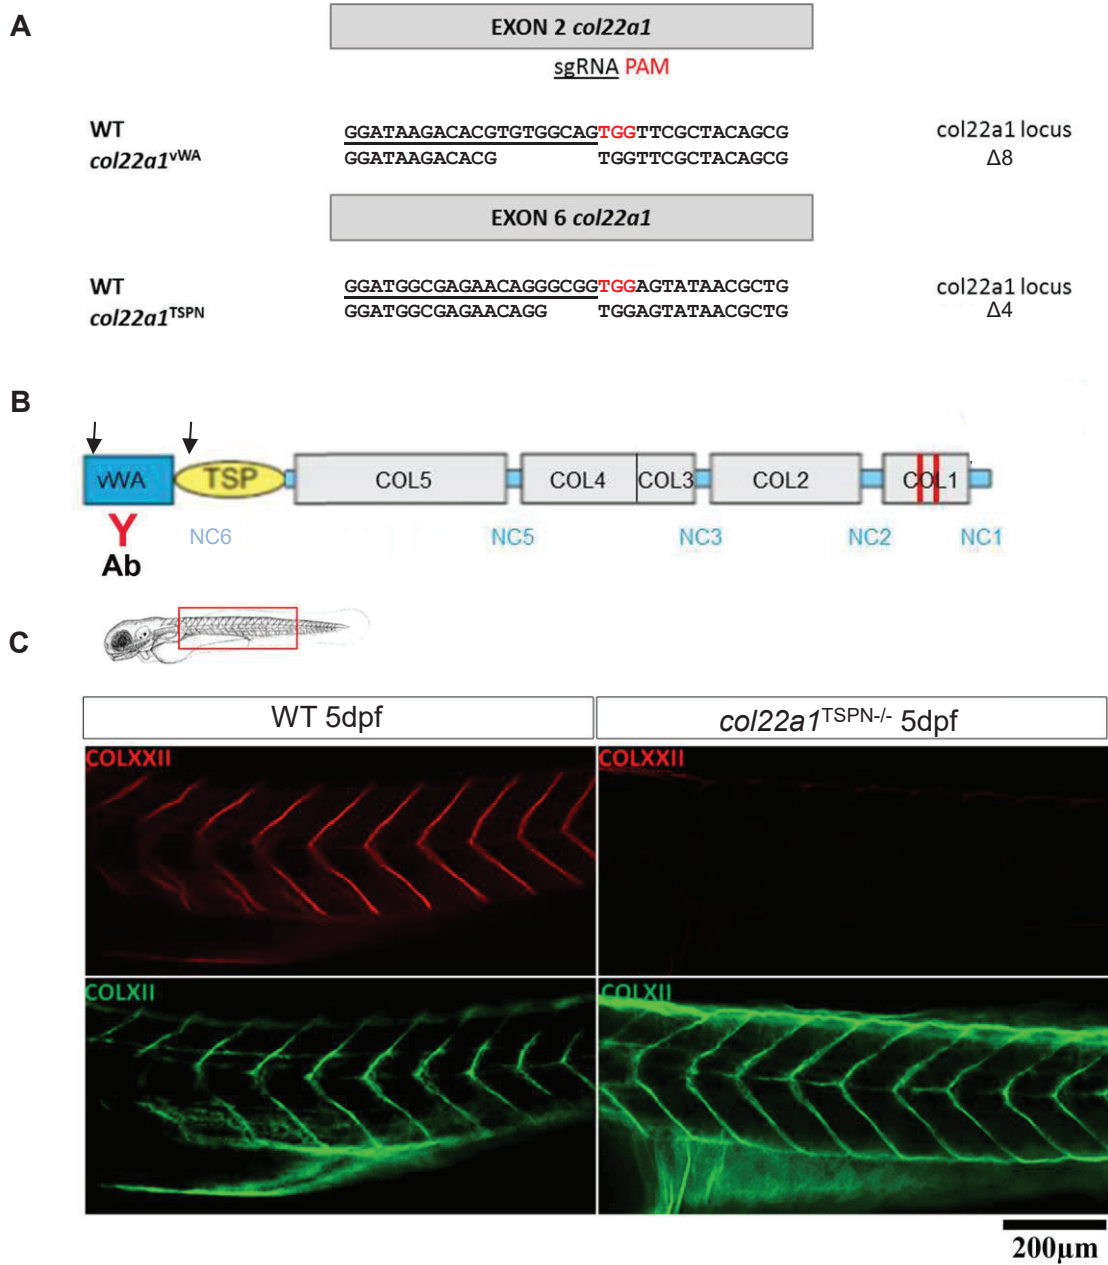 A
EXON 2 col22a1
sgRNA PAM
WT GGATAAGACACGTGTGGCAGTGGTTCGCTACAGCG col22a1 locus
col22a1vWA GGATAAGACACG TGGTTCGCTACAGCG Δ8
EXON 6 col22a1
WT GGATGGCGAGAACAGGGCGGTGGAGTATAACGCTG col22a1 locus
col22a1TSPN GGATGGCGAGAACAGG TGGAGTATAACGCTG Δ4
B
vWA TSP COL5 COL4 COL3 COL2 COL1
Y NC6 NC5 NC3 NC2 NC1
Ab
C
WT 5dpf col22a1TSPN-/- 5dpf
COLXXII COLXXII
COLXII COLXII
200μm